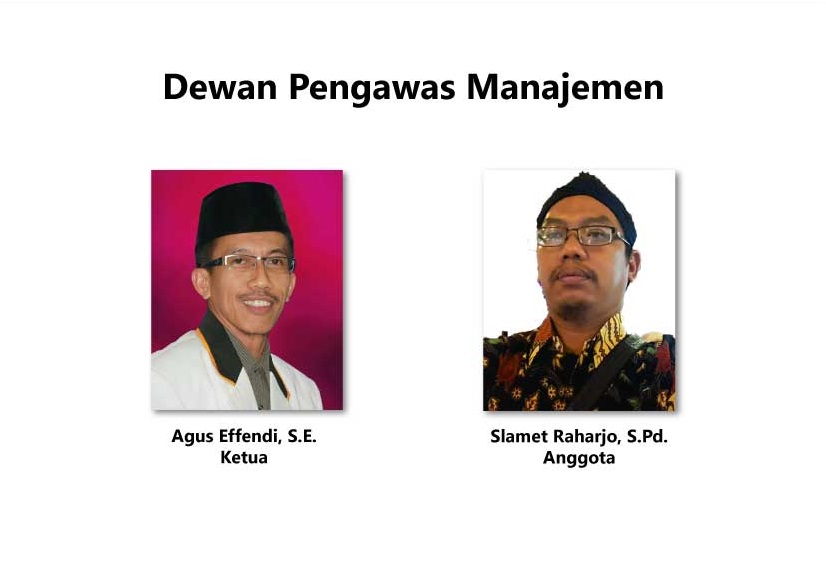 Dewan Pengawas Manajemen
Agus Effendi, S.E.
Ketua
Slamet Raharjo, S.Pd.
Anggota